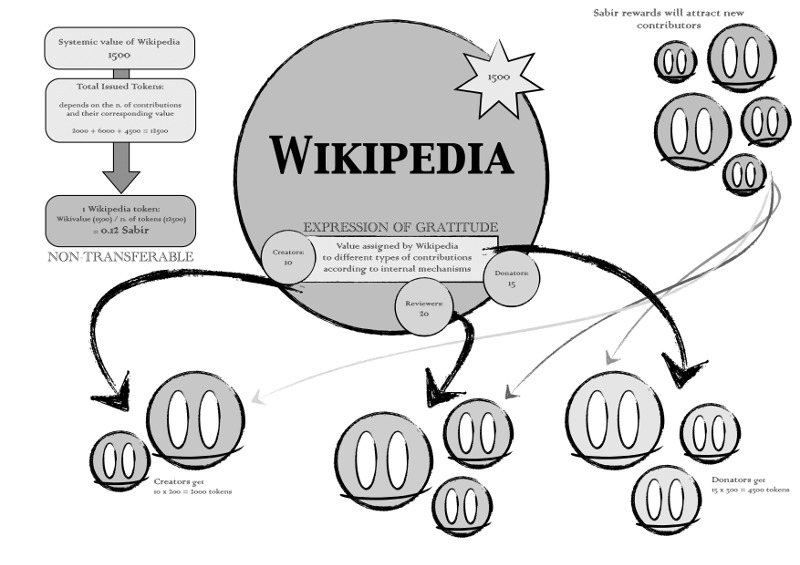 Sabir rewards will attract new
contributors
Systemic value of Wikipedia
1500
Total Issued Tokens:
depends on the n. of contributions
and their corresponding value
2000 + 6000 + 4500 = 12500
1 Wikipedia token:
Wikivalue (1500) / n. of tokens (12500)
= 0.12 Sabir
NON-TRANSFERABLE
1500
WIKIPEDIA
EXPRESSION OF GRATITUDE
Value assigned by Wikipedia
to different types of contributions
according to internal mechanisms
Creators:
10
Reviewers:
20
Donators:
15
Creators get
10 x 200 = 2000 tokens
Donators get
15 x 300 = 4500 tokens